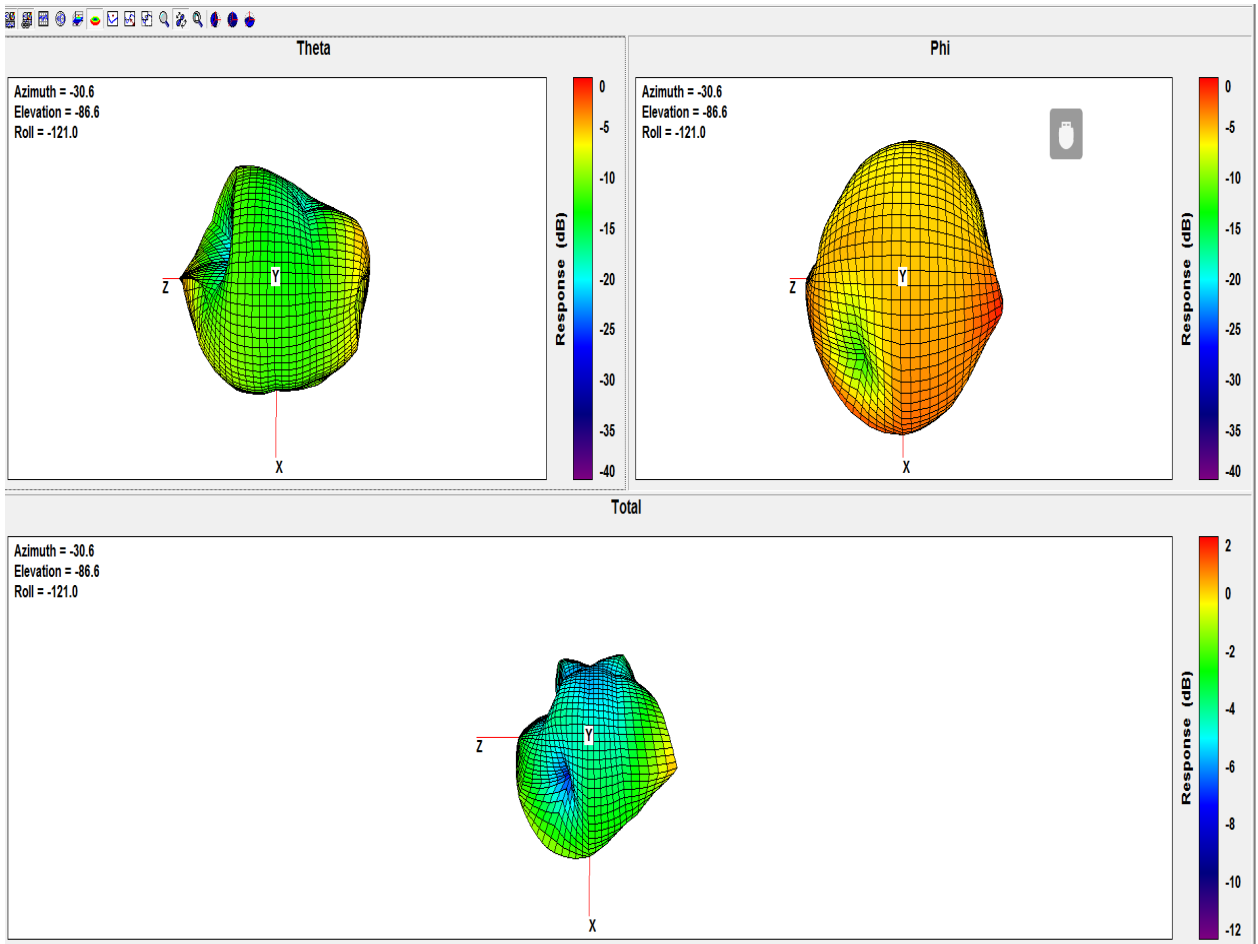 Theta
Azimuth = -30.6
Elevation = -86.6
Roll = -121.0
Z
Y
X
0
-5
-10
-15
-20
-25
-30
-35
-40
Response (dB)
Phi
Azimuth = -30.6
Elevation = -86.6
Roll = -121.0
Z
Y
X
0
-5
-10
-15
-20
-25
-30
-35
-40
Response (dB)
Total
Azimuth = -30.6
Elevation = -86.6
Roll = -121.0
Z
Y
X
2
0
-2
-4
-6
-8
-10
-12
Response (dB)